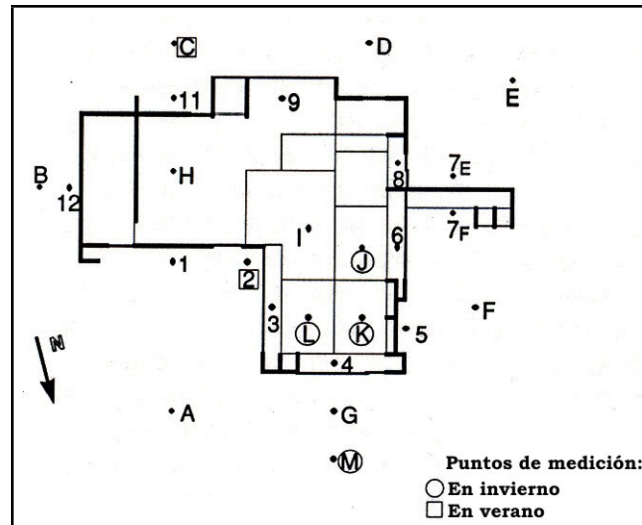 C
D
E
11
9
B
12
H
8
7E
7F
I
6
J
1
2
3
L
K
5
F
4
N
A
G
M
Puntos de medición:
En invierno
En verano